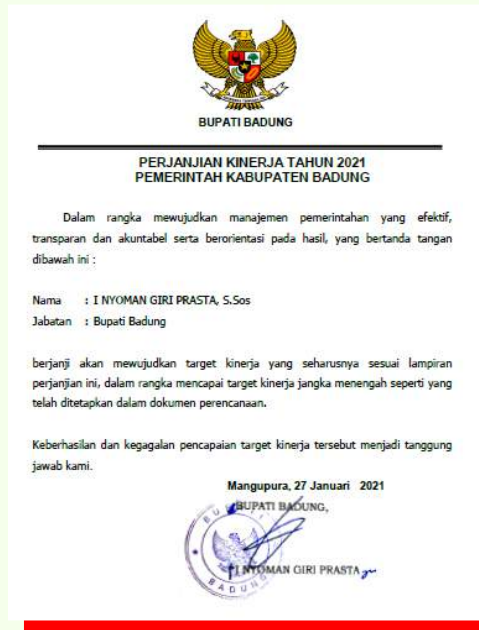 BUPATI BADUNG
PERJANJIAN KINERJA TAHUN 2021
PEMERINTAH KABUPATEN BADUNG
Dalam rangka mewujudkan manajemen pemerintahan yang efektif,
transparan dan akuntabel serta berorientasi pada hasil, yang bertanda tangan
dibawah ini :
Nama : I NYOMAN GIRI PRASTA, S.Sos
Jabatan : Bupati Badung
berjanji akan mewujudkan target kinerja yang seharusnya sesuai lampiran
perjanjian ini, dalam rangka mencapai target kinerja jangka menengah seperti yang
telah ditetapkan dalam dokumen perencanaan.
Keberhasilan dan kegagalan pencapaian target kinerja tersebut menjadi tanggung
jawab kami.
Mangupura, 27 Januari 2021
BUPATI BADUNG,
BUPATI
BADUNG
I NYOMAN GIRI PRASTA